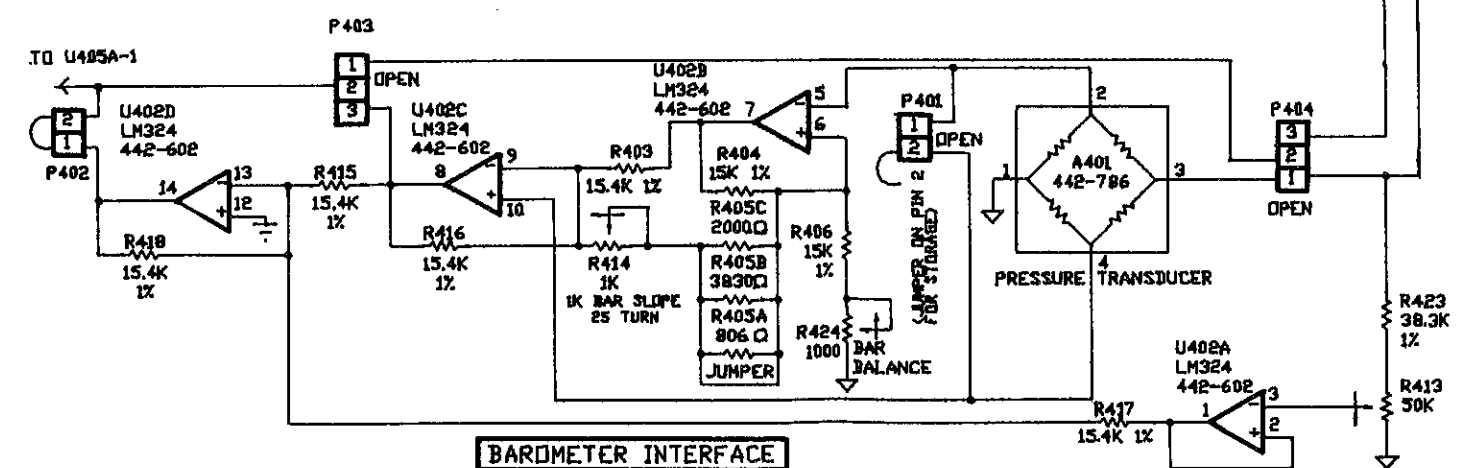 P403
TO U405A-1
1
OPEN
2
3
U402D
LM324
442-602
2
1
P402
14
13
12
R418
15.4K
1%
R415
15.4K
1%
U402C
LM324
442-602
8
9
10
R416
15.4K
1%
R403
15.4K 1%
R414
1K
1K BAR SLOPE
25 TURN
U402B
LM324
442-602
7
5
6
R404
15K 1%
R405C
2000Ω
R405B
3830Ω
R405A
806 Ω
JUMPER
R406
15K
1%
R424
1000
BAR
BALANCE
P401
1
OPEN
2
(JUMPER ON PIN 2
FOR STORAGE)
2
1
A401
442-786
3
4
PRESSURE TRANSDUCER
P404
3
2
1
OPEN
R423
38.3K
1%
R413
50K
U402A
LM324
442-602
1
3
2
R417
15.4K 1%
BAROMETER INTERFACE